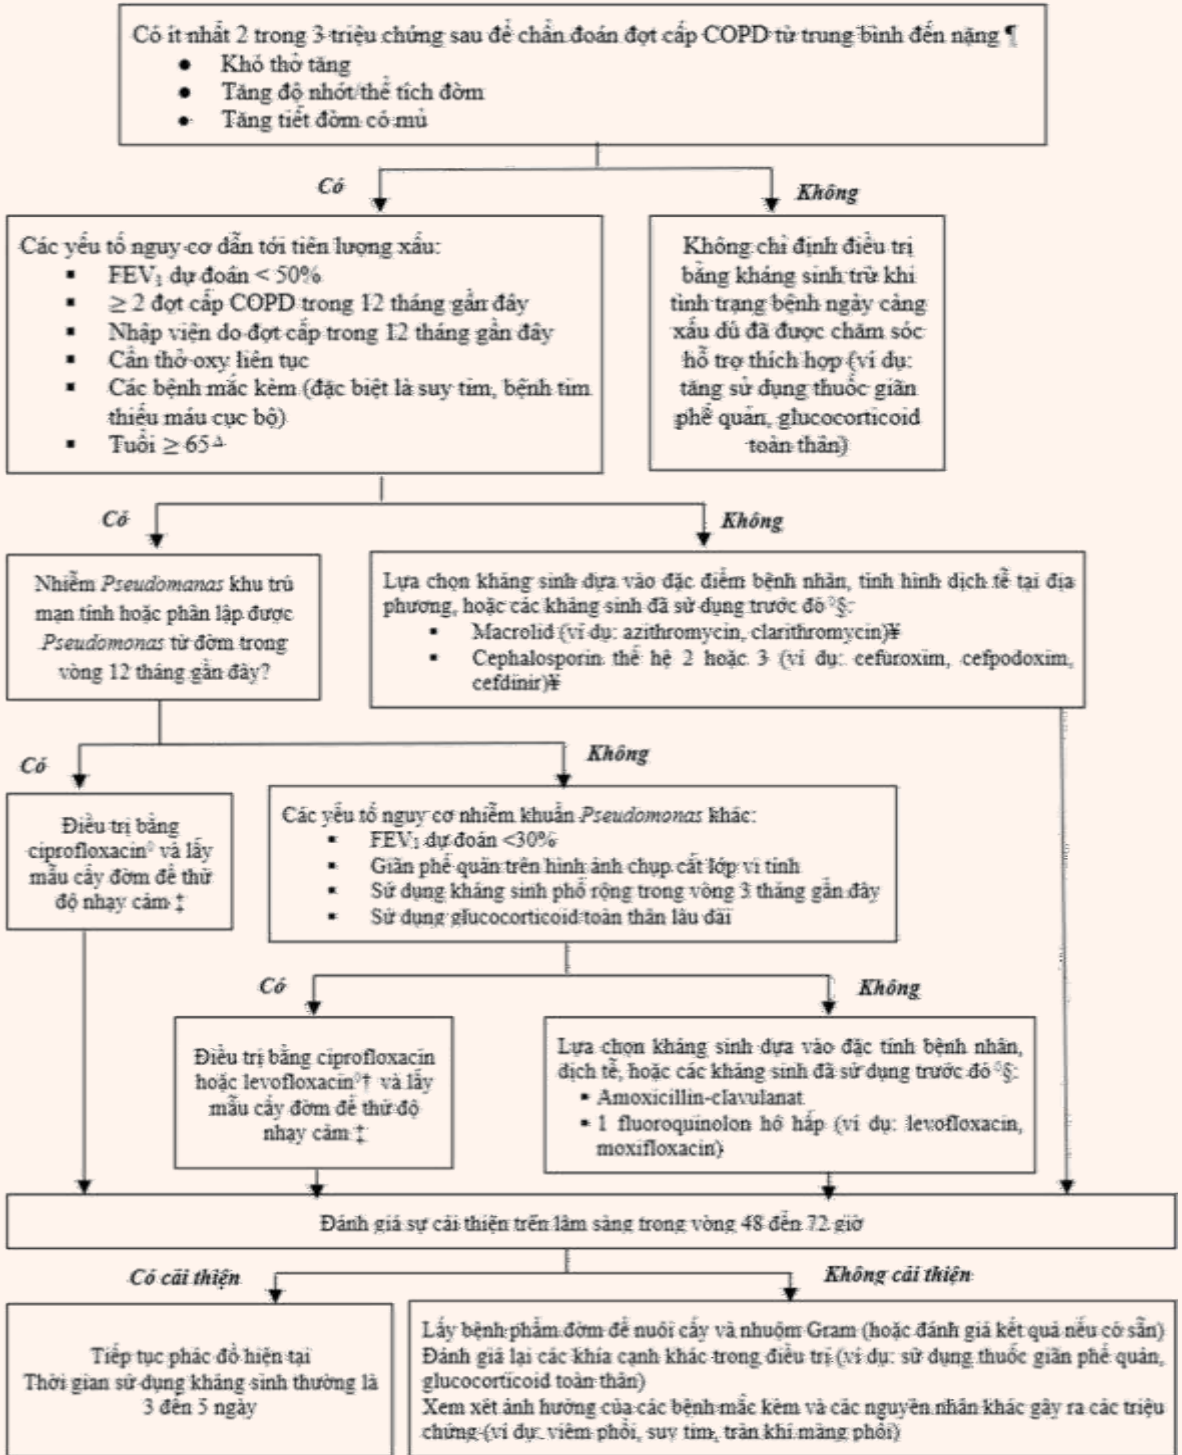 Có ít nhất 2 trong 3 triệu chứng sau để chẩn đoán đợt cấp COPD từ trung bình đến nặng ¶
● Khó thở tăng
● Tăng độ nhớt/thể tích đờm
● Tăng tiết đờm có mủ
Có
Không
Các yếu tố nguy cơ dẫn tới tiên lượng xấu:
▪ FEV₁ dự đoán < 50%
▪ ≥ 2 đợt cấp COPD trong 12 tháng gần đây
▪ Nhập viện do đợt cấp trong 12 tháng gần đây
▪ Cần thở oxy liên tục
▪ Các bệnh mắc kèm (đặc biệt là suy tim, bệnh tim
thiếu máu cục bộ)
▪ Tuổi ≥ 65 Δ
Không chỉ định điều trị
bằng kháng sinh trừ khi
tình trạng bệnh ngày càng
xấu dù đã được chăm sóc
hỗ trợ thích hợp (ví dụ:
tăng sử dụng thuốc giãn
phế quản, glucocorticoid
toàn thân)
Có
Không
Nhiễm Pseudomanas khu trú
mạn tính hoặc phân lập được
Pseudomonas từ đờm trong
vòng 12 tháng gần đây?
Lựa chọn kháng sinh dựa vào đặc điểm bệnh nhân, tình hình dịch tễ tại địa
phương, hoặc các kháng sinh đã sử dụng trước đó ◊§:
▪ Macrolid (ví dụ: azithromycin, clarithromycin)¥
▪ Cephalosporin thế hệ 2 hoặc 3 (ví dụ: cefuroxim, cefpodoxim,
cefdinir)¥
Có
Không
Điều trị bằng
ciprofloxacin◊ và lấy
mẫu cấy đờm để thử
độ nhạy cảm ‡
Các yếu tố nguy cơ nhiễm khuẩn Pseudomonas khác:
▪ FEV₁ dự đoán <30%
▪ Giãn phế quản trên hình ảnh chụp cắt lớp vi tính
▪ Sử dụng kháng sinh phổ rộng trong vòng 3 tháng gần đây
▪ Sử dụng glucocorticoid toàn thân lâu dài
Có
Không
Điều trị bằng ciprofloxacin
hoặc levofloxacin◊† và lấy
mẫu cấy đờm để thử độ
nhạy cảm ‡
Lựa chọn kháng sinh dựa vào đặc tính bệnh nhân,
dịch tễ, hoặc các kháng sinh đã sử dụng trước đó ◊§:
▪ Amoxicillin-clavulanat
▪ 1 fluoroquinolon hô hấp (ví dụ: levofloxacin,
moxifloxacin)
Đánh giá sự cải thiện trên lâm sàng trong vòng 48 đến 72 giờ
Có cải thiện
Không cải thiện
Tiếp tục phác đồ hiện tại
Thời gian sử dụng kháng sinh thường là
3 đến 5 ngày
Lấy bệnh phẩm đờm để nuôi cấy và nhuộm Gram (hoặc đánh giá kết quả nếu có sẵn)
Đánh giá lại các khía cạnh khác trong điều trị (ví dụ: sử dụng thuốc giãn phế quản,
glucocorticoid toàn thân)
Xem xét ảnh hưởng của các bệnh mắc kèm và các nguyên nhân khác gây ra các triệu
chứng (ví dụ: viêm phổi, suy tim, tràn khí màng phổi)